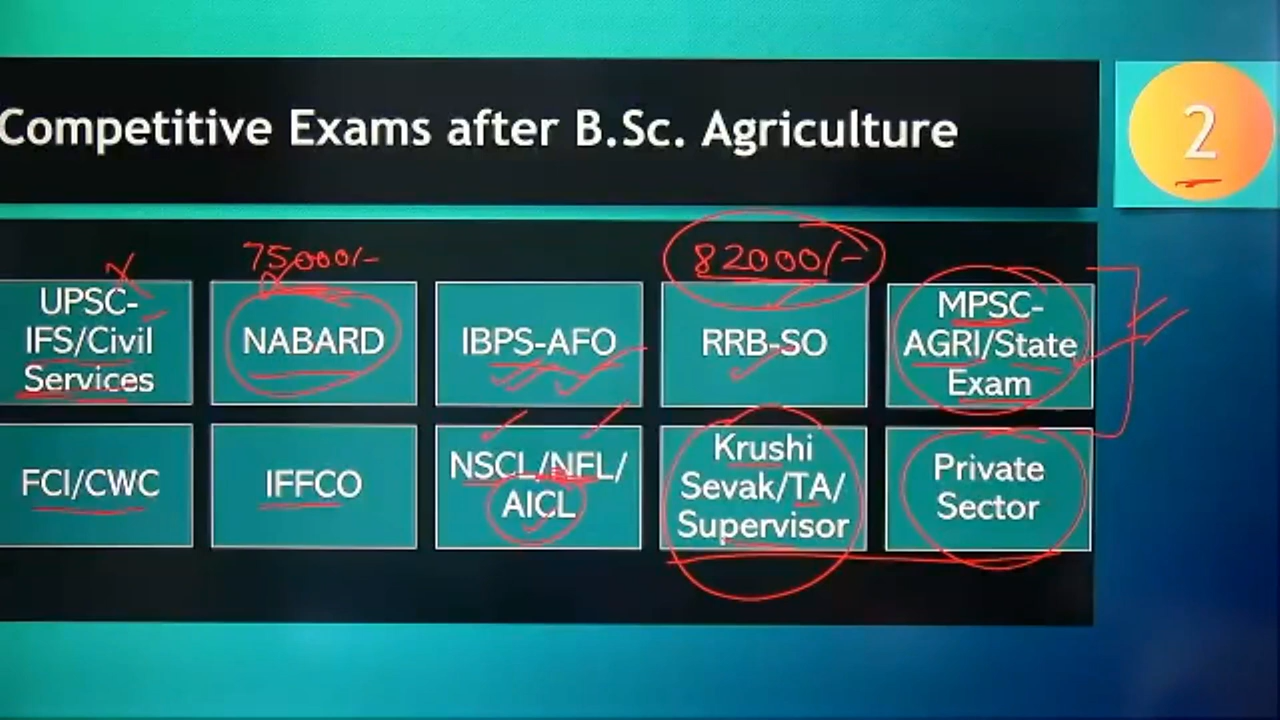 Competitive Exams after B.Sc. Agriculture
2
75000/-
82000/-
UPSC-
IFS/Civil
Services
NABARD
IBPS-AFO
RRB-SO
MPSC-
AGRI/State
Exam
FCI/CWC
IFFCO
NSCL/NFL/
AICL
Krushi
Sevak/TA/
Supervisor
Private
Sector